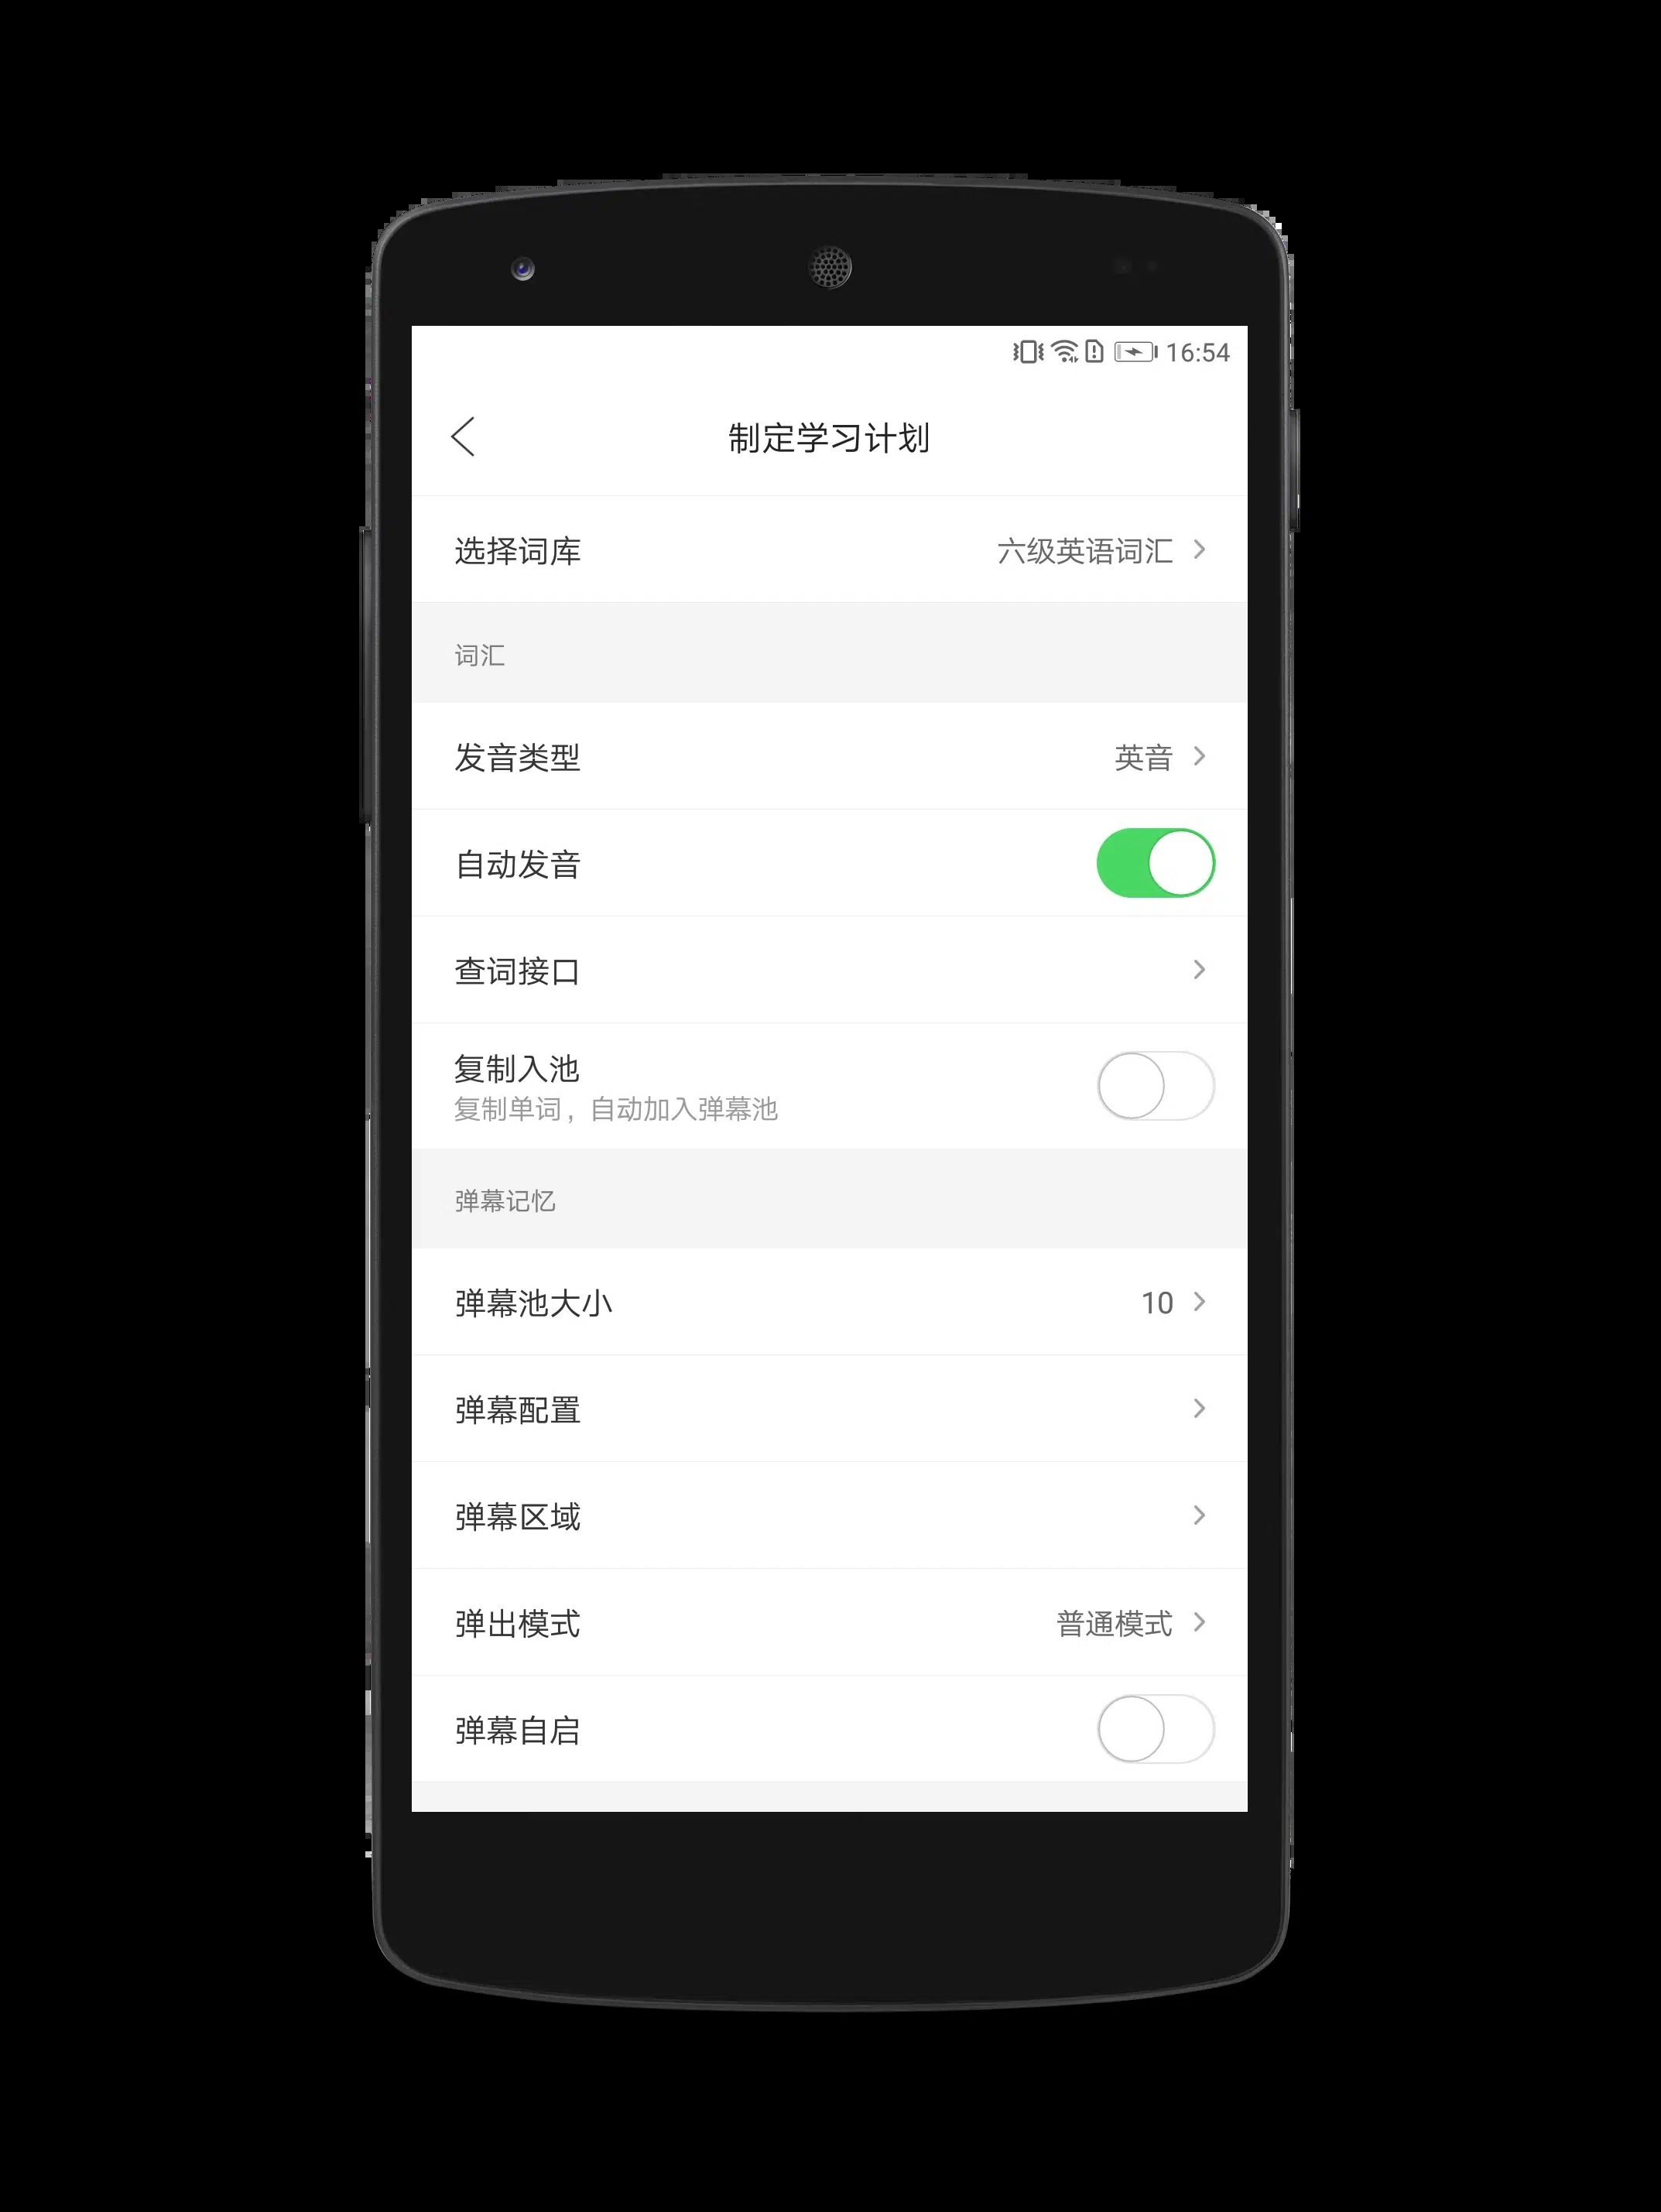 16:54
制定学习计划
选择词库 六级英语词汇
词汇
发音类型 英音
自动发音
查词接口
复制入池
复制单词，自动加入弹幕池
弹幕记忆
弹幕池大小 10
弹幕配置
弹幕区域
弹出模式 普通模式
弹幕自启